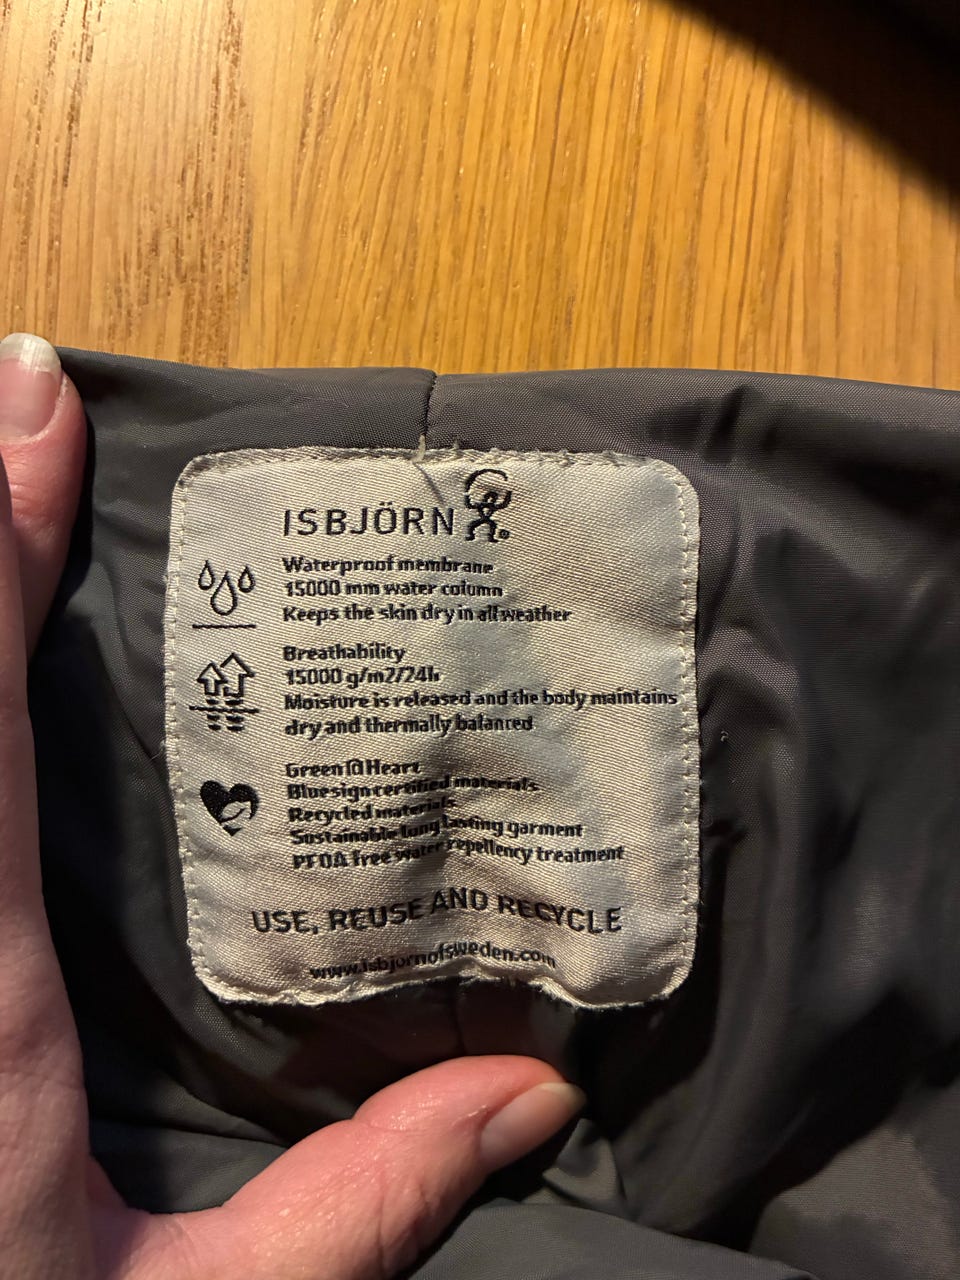 ISBJÖRN
Waterproof membrane
15000 mm water column
Keeps the skin dry in all weather
Breathability
15000 g/m2/24h
Moisture is released and the body maintains
dry and thermally balanced
Green@Heart
Bluesign certified materials
Recycled materials
Sustainable long lasting garment
PFOA free water repellency treatment
USE, REUSE AND RECYCLE
www.isbjornofsweden.com